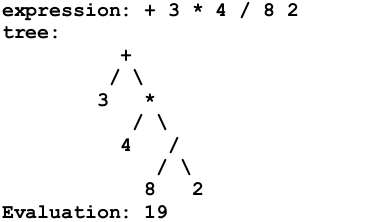 expression: + 3 * 4 / 8 2
tree:
+
/ \
3 *
/ \
4 /
/ \
8 2
Evaluation: 19